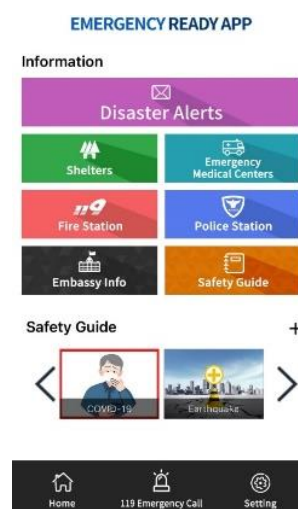 EMERGENCY READY APP
Information
Disaster Alerts
Shelters
Emergency
Medical Centers
119
Fire Station
Police Station
Embassy Info
Safety Guide
Safety Guide
+
COVID-19
Earthquake
Home
119 Emergency Call
Setting